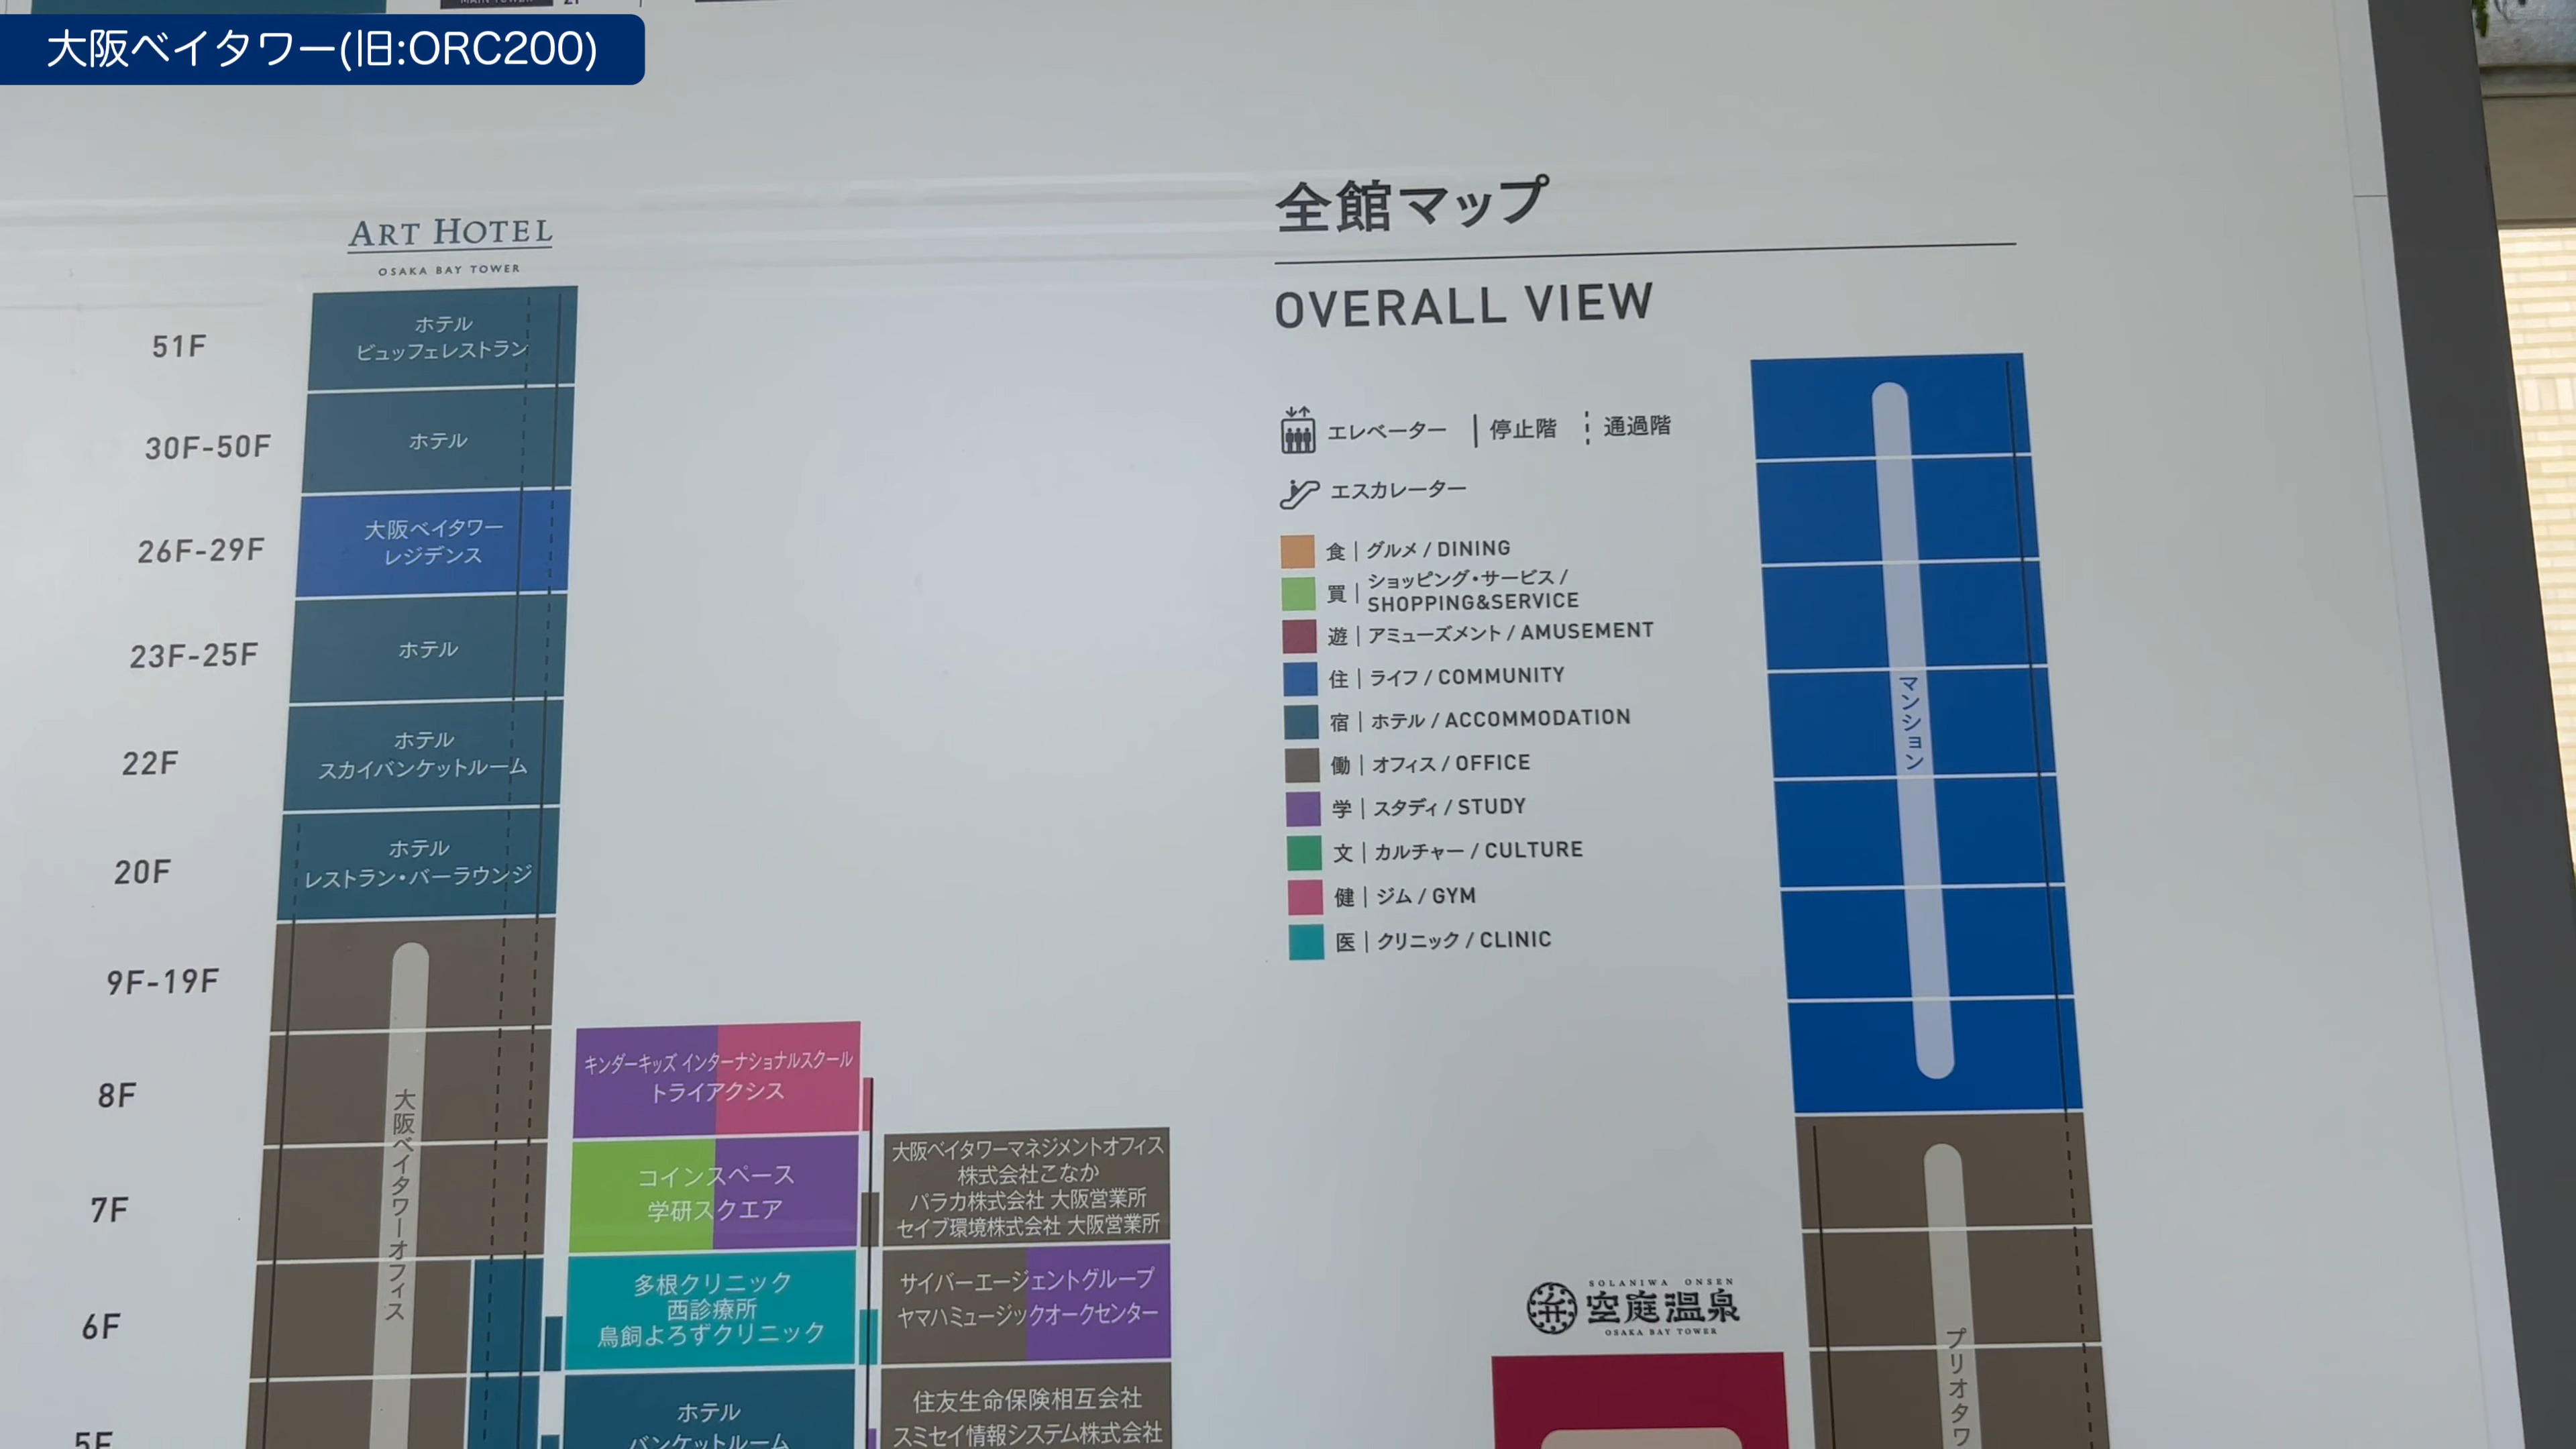 大阪ベイタワー(旧:ORC200)
ART HOTEL
OSAKA BAY TOWER
51F
ホテル
ビュッフェレストラン
30F-50F
ホテル
26F-29F
大阪ベイタワー
レジデンス
23F-25F
ホテル
22F
ホテル
スカイバンケットルーム
20F
ホテル
レストラン・バーラウンジ
9F-19F
8F
7F
6F
5F
大阪ベイタワーオフィス
キンダーキッズ インターナショナルスクール
トライアクシス
コインスペース
学研スクエア
多根クリニック
西診療所
鳥飼よろずクリニック
ホテル
バンケットルーム
大阪ベイタワーマネジメントオフィス
株式会社こなか
パラカ株式会社 大阪営業所
セイブ環境株式会社 大阪営業所
サイバーエージェントグループ
ヤマハミュージックオークセンター
住友生命保険相互会社
スミセイ情報システム株式会社
全館マップ
OVERALL VIEW
エレベーター | 停止階 通過階
エスカレーター
食 | グルメ / DINING
買 | ショッピング・サービス /
SHOPPING&SERVICE
遊 | アミューズメント / AMUSEMENT
住 | ライフ / COMMUNITY
宿 | ホテル / ACCOMMODATION
働 | オフィス / OFFICE
学 | スタディ / STUDY
文 | カルチャー / CULTURE
健 | ジム / GYM
医 | クリニック / CLINIC
マンション
SOLANIWA ONSEN
空庭温泉
OSAKA BAY TOWER
プリオタワ